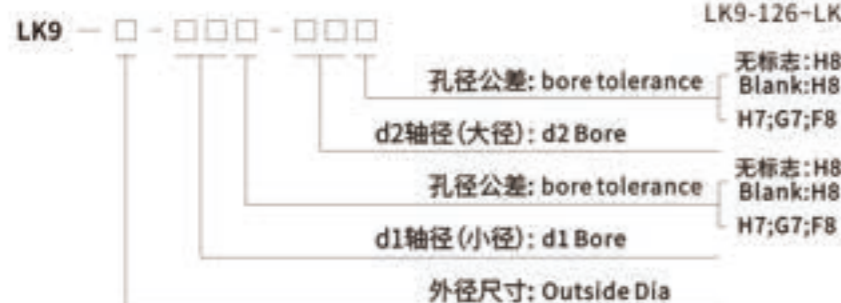 LK9 — □ - □□□ - □□□
LK9-126~LK
孔径公差: bore tolerance
无标志:H8
Blank:H8
H7;G7;F8
d2轴径(大径): d2 Bore
孔径公差: bore tolerance
无标志:H8
Blank:H8
H7;G7;F8
d1轴径(小径): d1 Bore
外径尺寸: Outside Dia